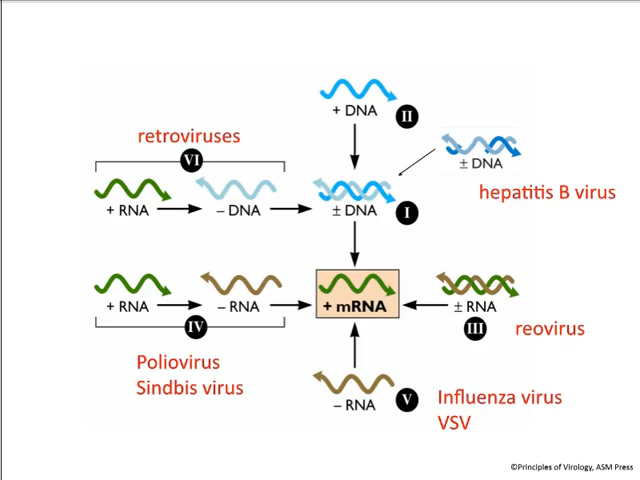 + DNA
II
retroviruses
VI
± DNA
hepatitis B virus
+ RNA
– DNA
± DNA
I
+ RNA
– RNA
+ mRNA
± RNA
IV
III
reovirus
Poliovirus
Sindbis virus
– RNA
V
Influenza virus
VSV
©Principles of Virology, ASM Press